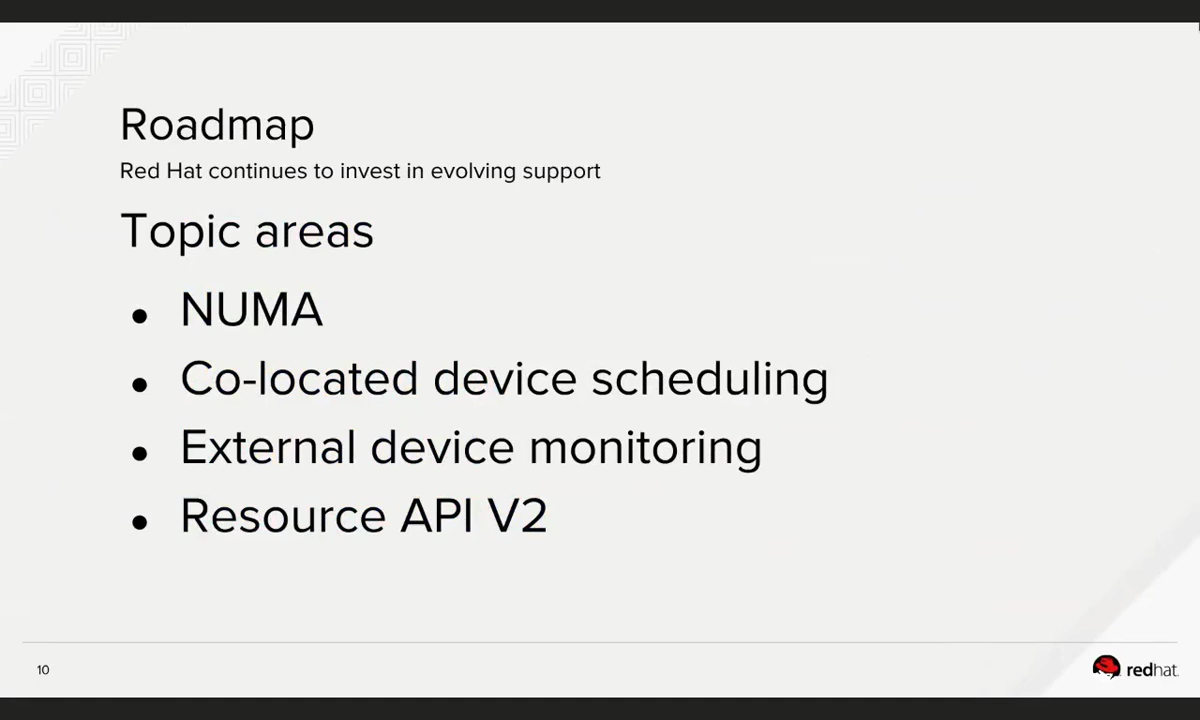 Roadmap
Red Hat continues to invest in evolving support
Topic areas
● NUMA
● Co-located device scheduling
● External device monitoring
● Resource API V2
10
redhat.